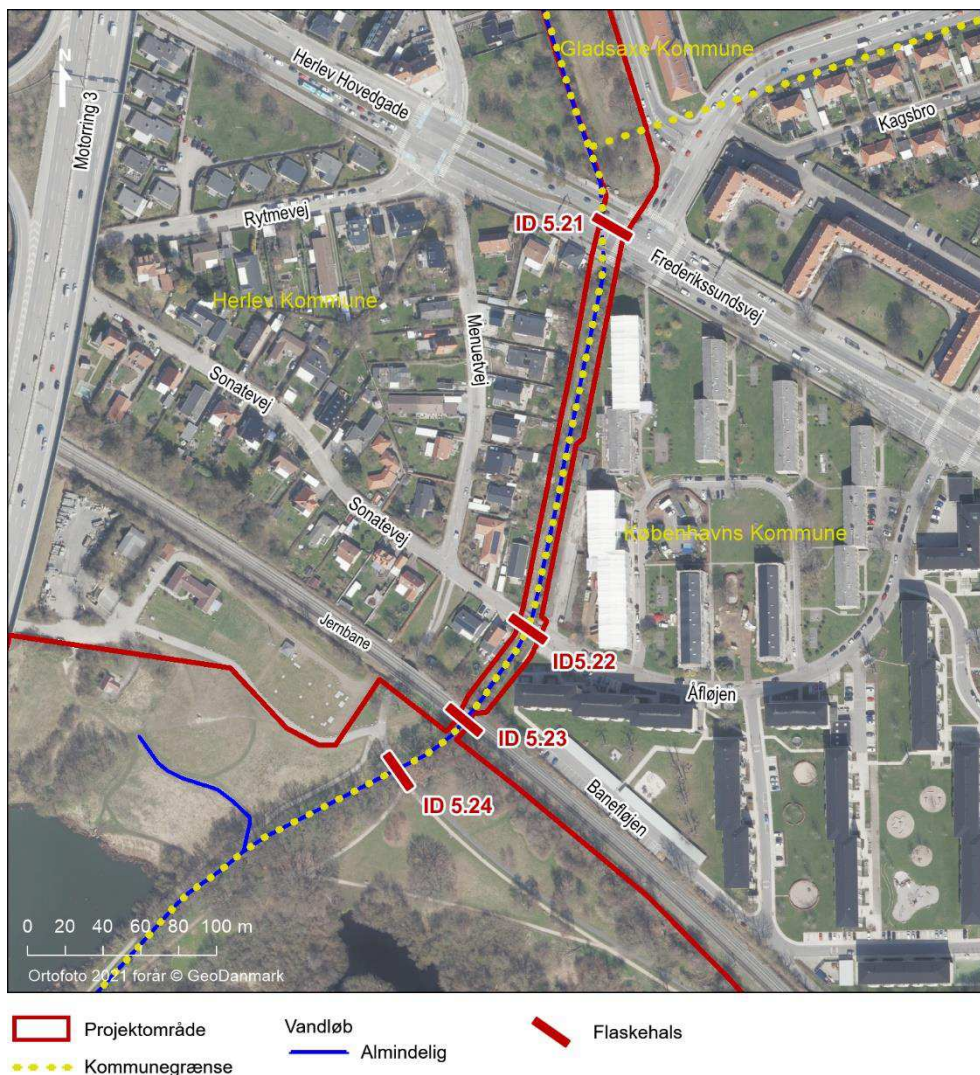 Gladsaxe Kommune
Herlev Hovedgade
Motorring 3
N
Kagsbro
Rytmevej
ID 5.21
Frederikssundsvej
Herlev Kommune
Menuetvej
Sonatevej
Sonatevej
Københavns Kommune
Jernbane
ID5.22
Åfløjen
ID 5.23
ID 5.24
Banefløjen
0 20 40 60 80 100 m
Ortofoto 2021 forår © GeoDanmark
Projektområde
Vandløb
Flaskehals
Almindelig
Kommunegrænse